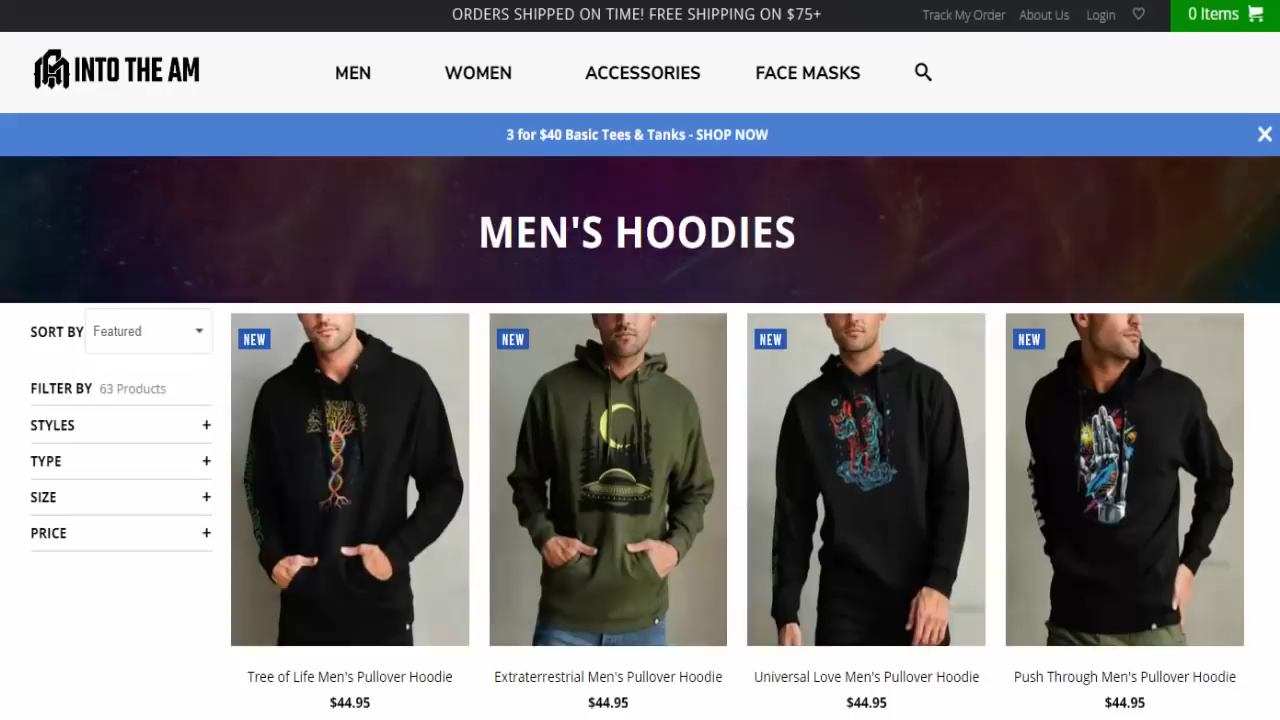 ORDERS SHIPPED ON TIME! FREE SHIPPING ON $75+
Track My Order About Us Login 0 Items
INTO THE AM
MEN WOMEN ACCESSORIES FACE MASKS
3 for $40 Basic Tees & Tanks - SHOP NOW
MEN'S HOODIES
SORT BY Featured
FILTER BY 63 Products
STYLES +
TYPE +
SIZE +
PRICE +
NEW NEW NEW NEW
Tree of Life Men's Pullover Hoodie
$44.95
Extraterrestrial Men's Pullover Hoodie
$44.95
Universal Love Men's Pullover Hoodie
$44.95
Push Through Men's Pullover Hoodie
$44.95